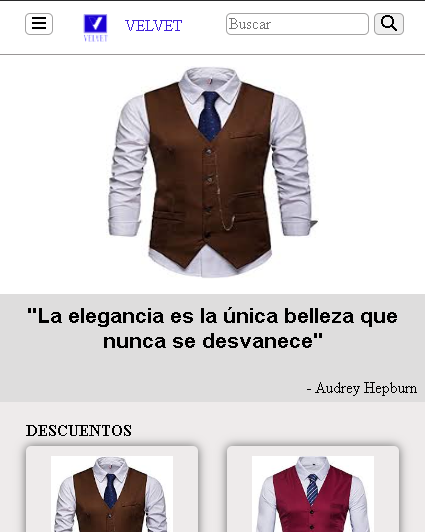 VELVET
VELVET
Buscar
"La elegancia es la única belleza que
nunca se desvanece"
- Audrey Hepburn
DESCUENTOS